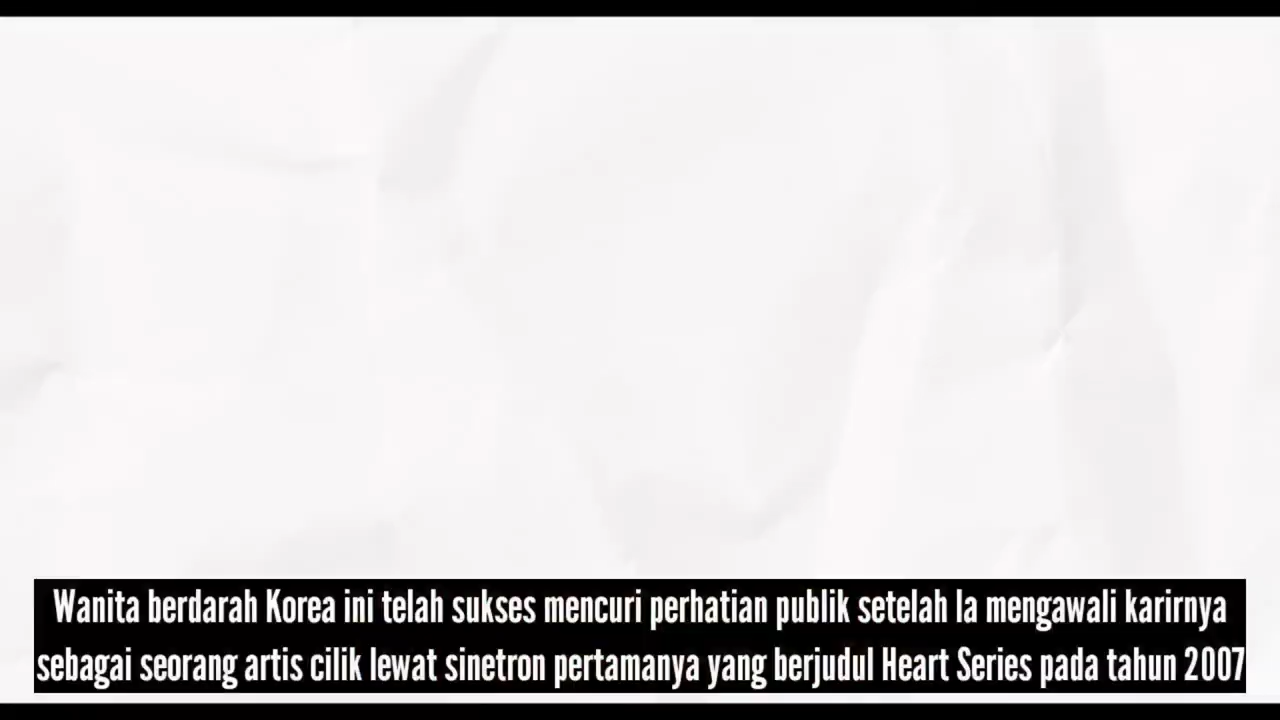 Wanita berdarah Korea ini telah sukses mencuri perhatian publik setelah Ia mengawali karirnya
sebagai seorang artis cilik lewat sinetron pertamanya yang berjudul Heart Series pada tahun 2007